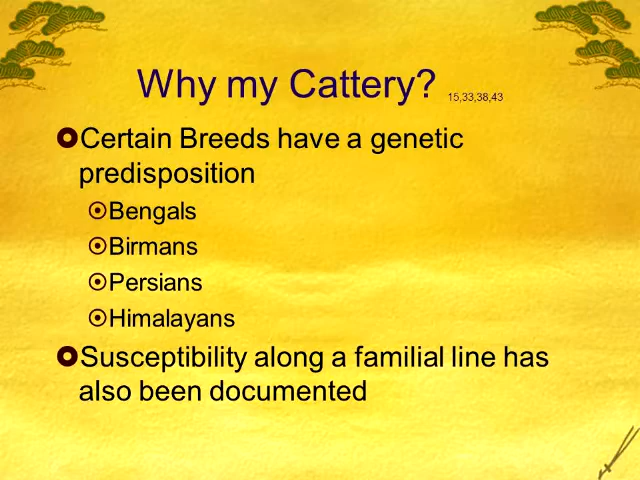 Why my Cattery? 15,33,38,43
Certain Breeds have a genetic
predisposition
Bengals
Birmans
Persians
Himalayans
Susceptibility along a familial line has
also been documented